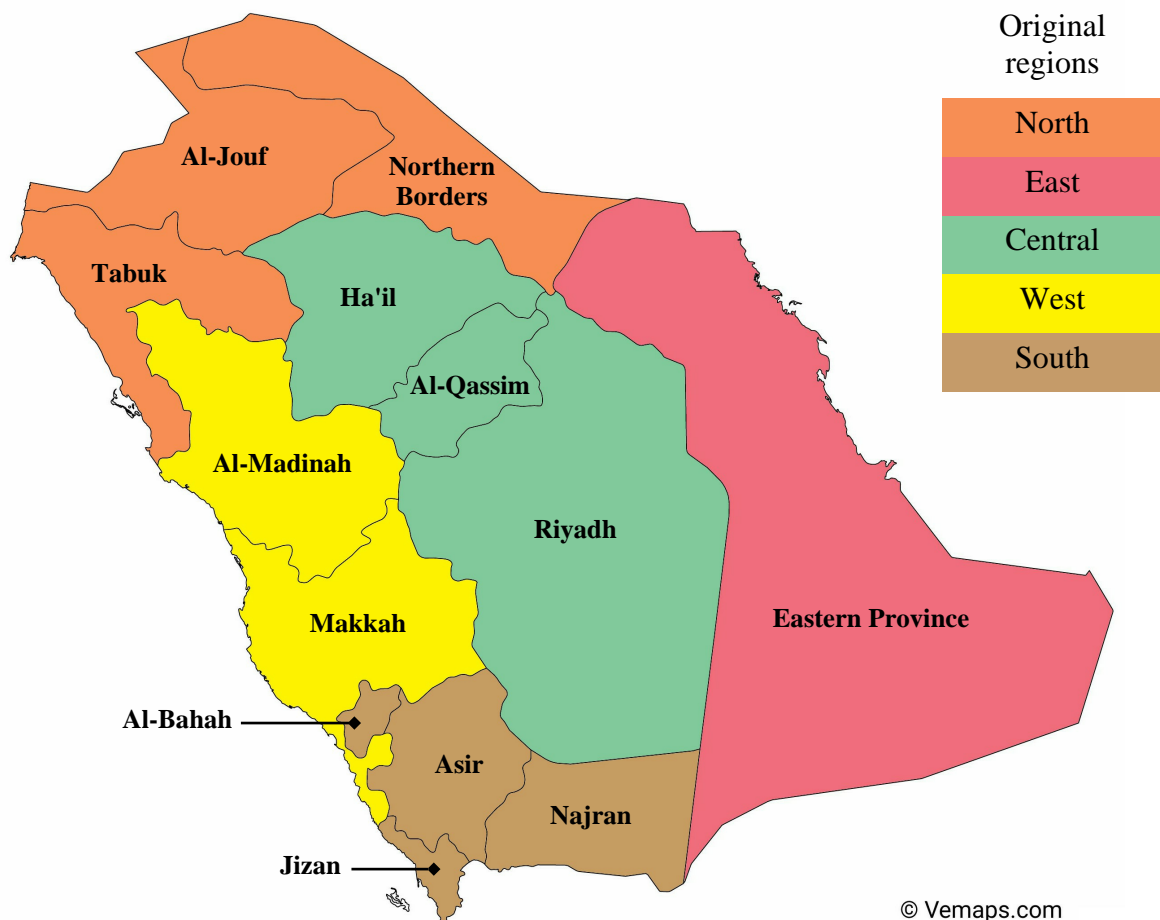 Original
regions
North
East
Central
West
South
Al-Jouf
Northern
Borders
Tabuk
Ha'il
Al-Qassim
Al-Madinah
Riyadh
Makkah
Eastern Province
Al-Bahah
Asir
Najran
Jizan
© Vemaps.com